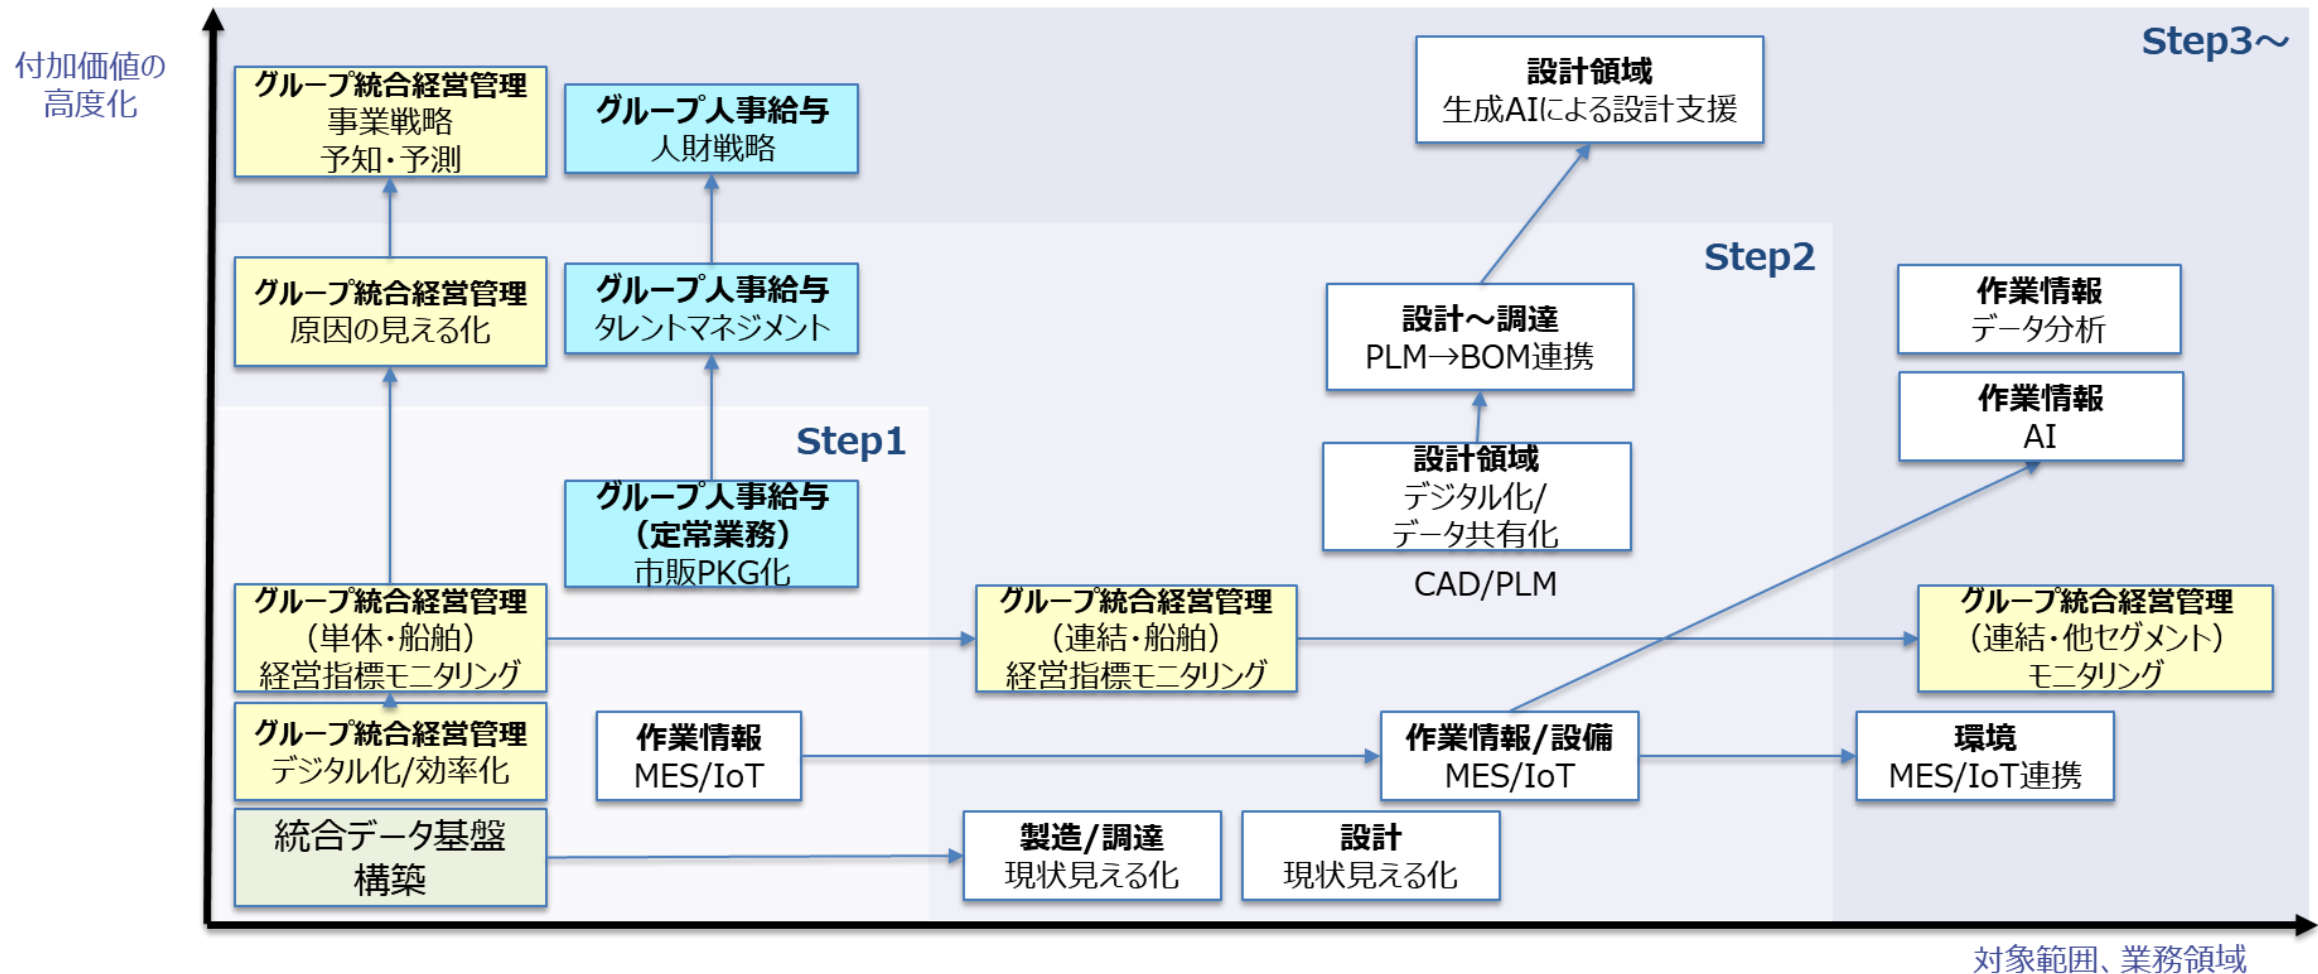 付加価値の
高度化
Step3～
グループ統合経営管理
事業戦略
予知・予測
グループ人事給与
人財戦略
設計領域
生成AIによる設計支援
Step2
グループ統合経営管理
原因の見える化
グループ人事給与
タレントマネジメント
設計～調達
PLM→BOM連携
作業情報
データ分析
作業情報
AI
Step1
グループ人事給与
（定常業務）
市販PKG化
設計領域
デジタル化/
データ共有化
CAD/PLM
グループ統合経営管理
（単体・船舶）
経営指標モニタリング
グループ統合経営管理
（連結・船舶）
経営指標モニタリング
グループ統合経営管理
（連結・他セグメント）
モニタリング
グループ統合経営管理
デジタル化/効率化
作業情報
MES/IoT
作業情報/設備
MES/IoT
環境
MES/IoT連携
統合データ基盤
構築
製造/調達
現状見える化
設計
現状見える化
対象範囲、業務領域